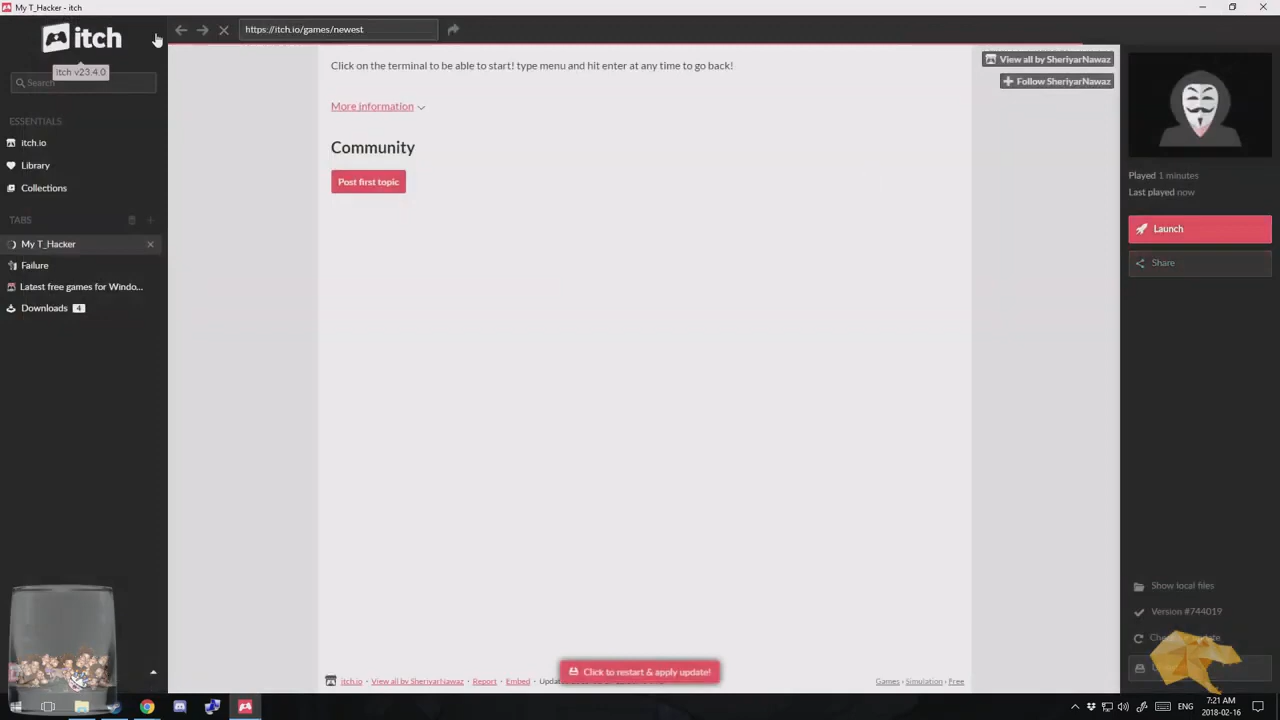 My T_Hacker - itch
itch
https://itch.io/games/newest
itch v23.4.0
Search
ESSENTIALS
itch.io
Library
Collections
TABS
My T_Hacker
Failure
Latest free games for Windo...
Downloads 4
Click on the terminal to be able to start! type menu and hit enter at any time to go back!
More information
Community
Post first topic
View all by SheriyarNawaz
Follow SheriyarNawaz
Played 1 minutes
Last played now
Launch
Share
Show local files
Version #744019
Click to restart & apply update!
itch.io · View all by SheriyarNawaz · Report · Embed ·
Games › Simulation › Free
ENG
7:21 AM
2018-02-16